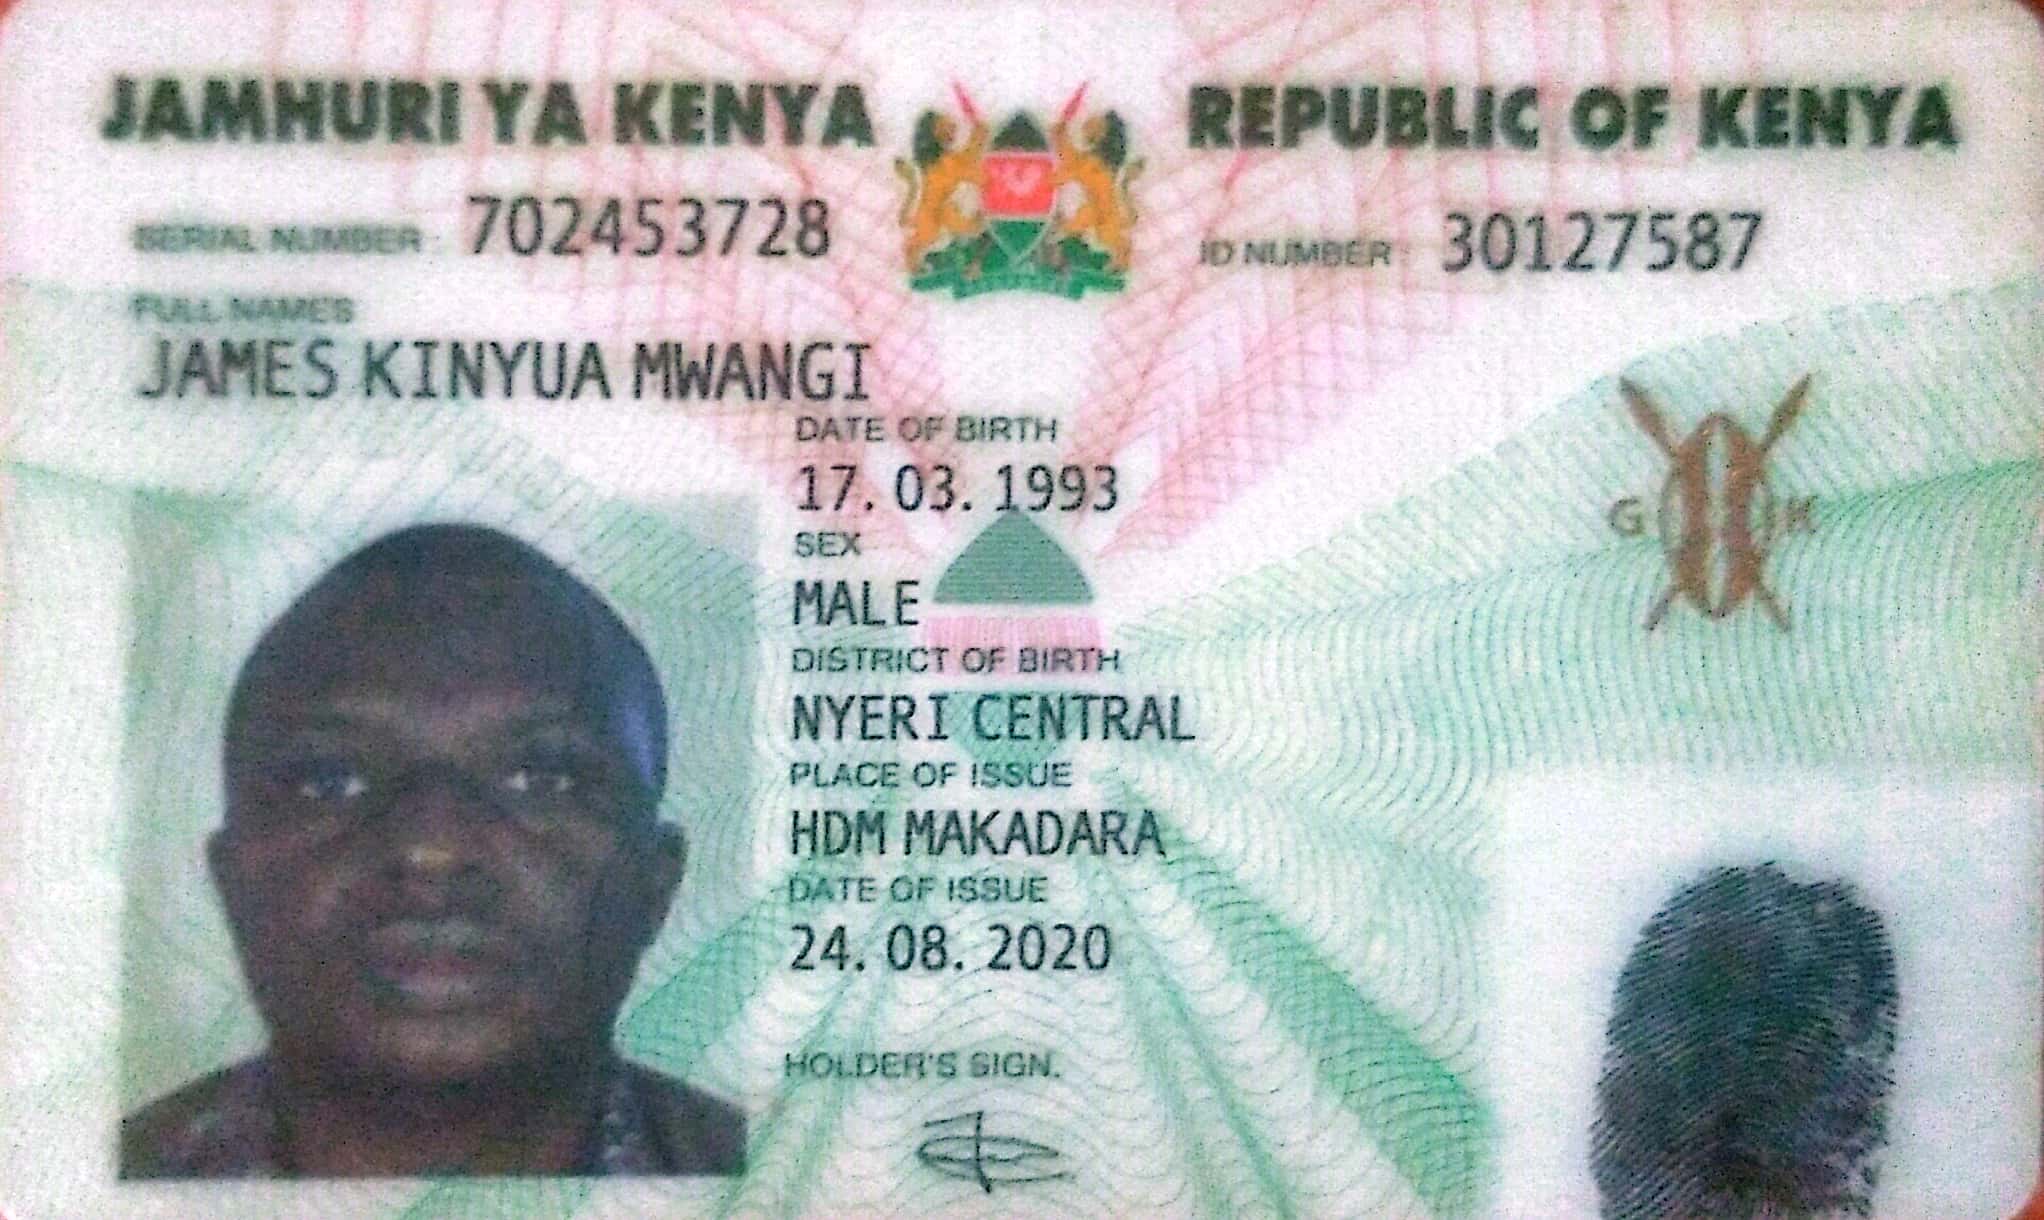 JAMHURI YA KENYA REPUBLIC OF KENYA
SERIAL NUMBER : 702453728 ID NUMBER : 30127587
FULL NAMES
JAMES KINYUA MWANGI
DATE OF BIRTH
17. 03. 1993
SEX
MALE
DISTRICT OF BIRTH
NYERI CENTRAL
PLACE OF ISSUE
HDM MAKADARA
DATE OF ISSUE
24. 08. 2020
HOLDER'S SIGN.
G K